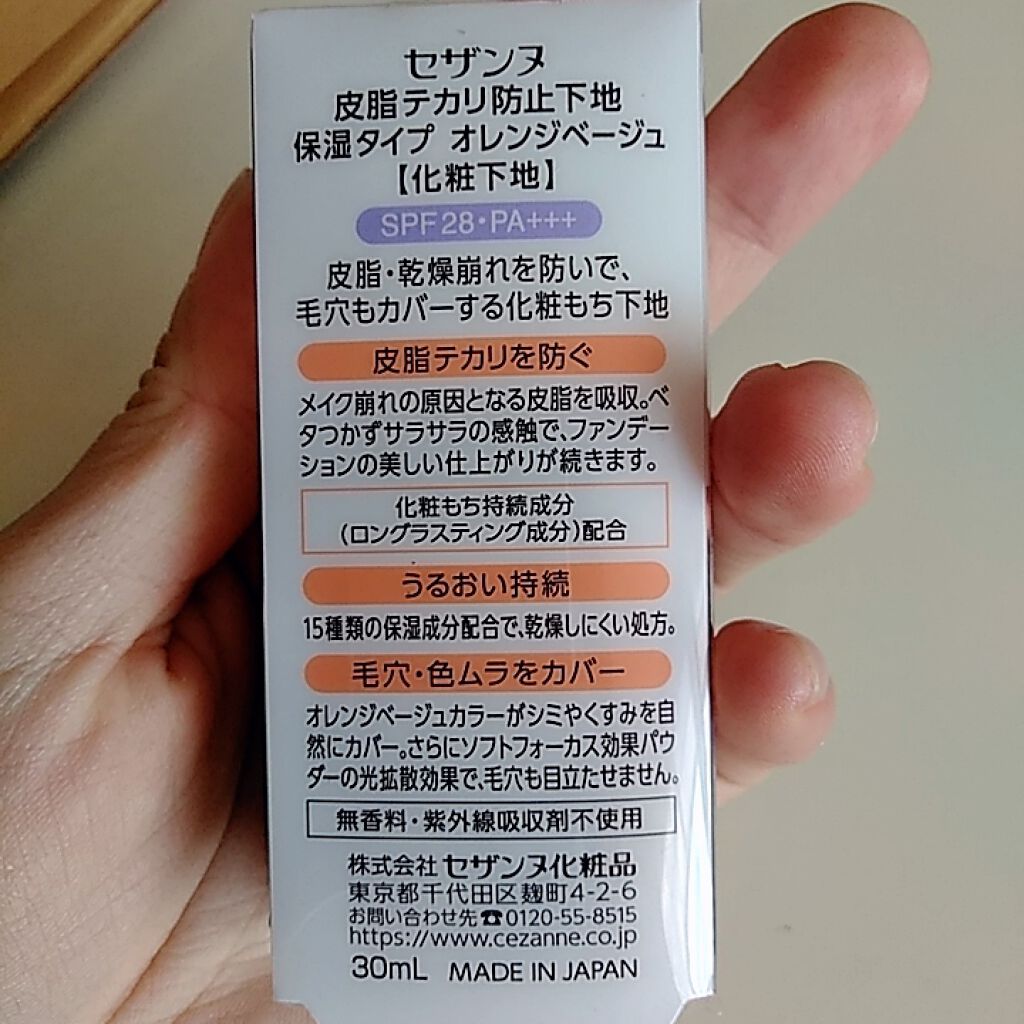 セザンヌ
皮脂テカリ防止下地
保湿タイプ オレンジベージュ
【化粧下地】
SPF28・PA+++
皮脂・乾燥崩れを防いで、
毛穴もカバーする化粧もち下地
皮脂テカリを防ぐ
メイク崩れの原因となる皮脂を吸収。ベ
タつかずサラサラの感触で、ファンデー
ションの美しい仕上がりが続きます。
化粧もち持続成分
(ロングラスティング成分)配合
うるおい持続
15種類の保湿成分配合で、乾燥しにくい処方。
毛穴・色ムラをカバー
オレンジベージュカラーがシミやくすみを自
然にカバー。さらにソフトフォーカス効果パウ
ダーの光拡散効果で、毛穴も目立たせません。
無香料・紫外線吸収剤不使用
株式会社 セザンヌ化粧品
東京都千代田区麹町4-2-6
お問い合わせ先☎0120-55-8515
https://www.cezanne.co.jp
30mL MADE IN JAPAN